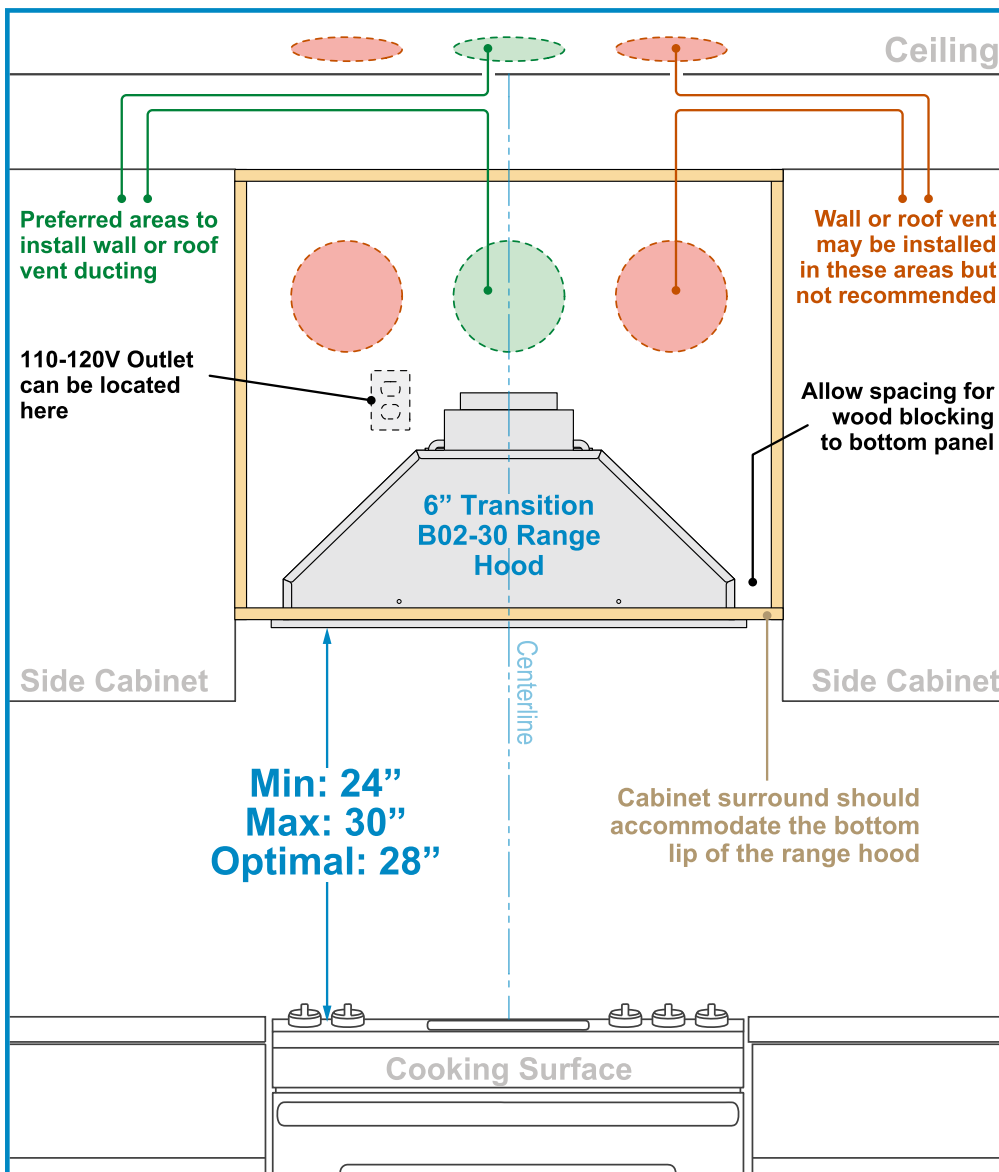 Ceiling
Preferred areas to
install wall or roof
vent ducting
Wall or roof vent
may be installed
in these areas but
not recommended
110-120V Outlet
can be located
here
Allow spacing for
wood blocking
to bottom panel
6” Transition
B02-30 Range
Hood
Side Cabinet
Centerline
Side Cabinet
Min: 24”
Max: 30”
Optimal: 28”
Cabinet surround should
accommodate the bottom
lip of the range hood
Cooking Surface